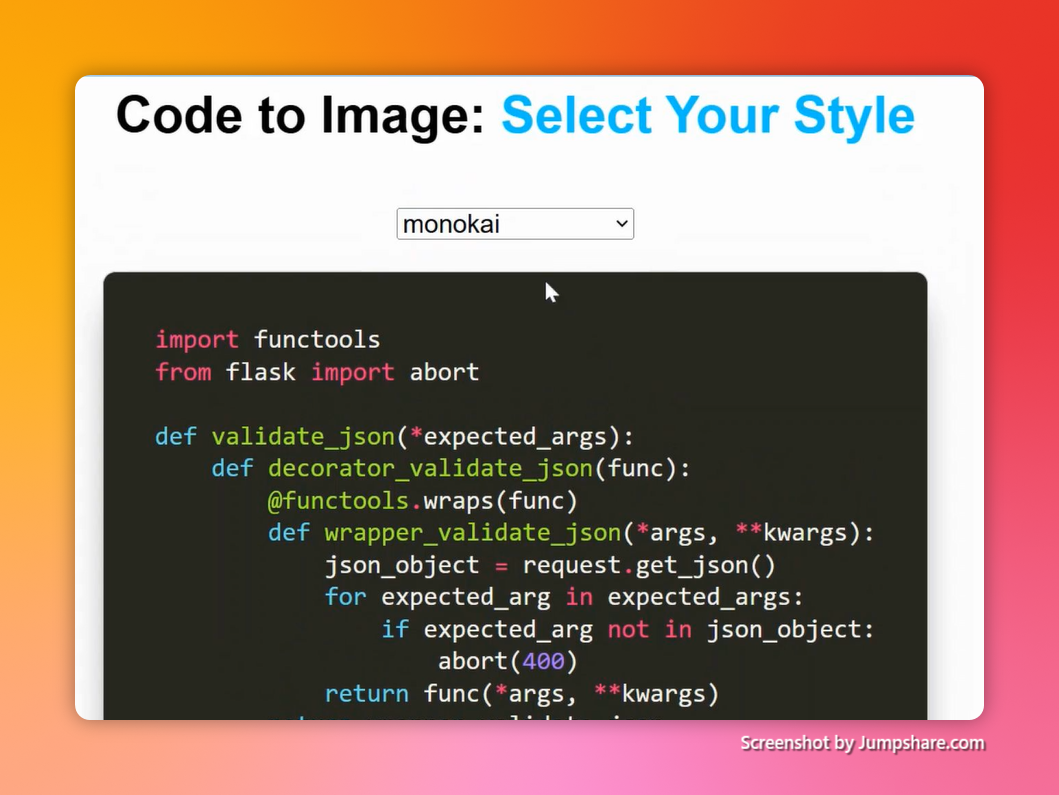 Code to Image: Select Your Style
monokai
import functools
from flask import abort
def validate_json(*expected_args):
    def decorator_validate_json(func):
        @functools.wraps(func)
        def wrapper_validate_json(*args, **kwargs):
            json_object = request.get_json()
            for expected_arg in expected_args:
                if expected_arg not in json_object:
                    abort(400)
            return func(*args, **kwargs)
Screenshot by Jumpshare.com